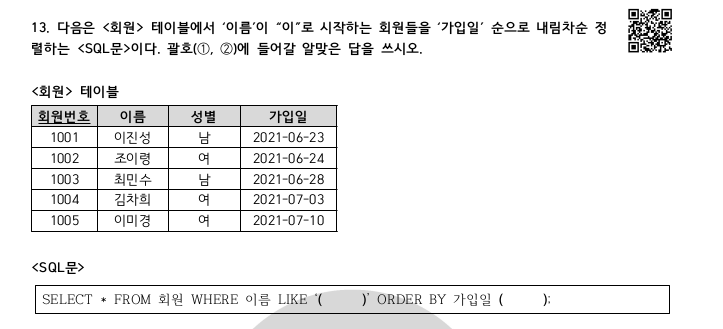 13. 다음은 <회원> 테이블에서 ‘이름’이 “이”로 시작하는 회원들을 ‘가입일’ 순으로 내림차순 정
렬하는 <SQL문>이다. 괄호(①, ②)에 들어갈 알맞은 답을 쓰시오.
<회원> 테이블
회원번호 이름 성별 가입일
1001 이진성 남 2021-06-23
1002 조이령 여 2021-06-24
1003 최민수 남 2021-06-28
1004 김차희 여 2021-07-03
1005 이미경 여 2021-07-10
<SQL문>
SELECT * FROM 회원 WHERE 이름 LIKE ‘( )’ ORDER BY 가입일 ( );